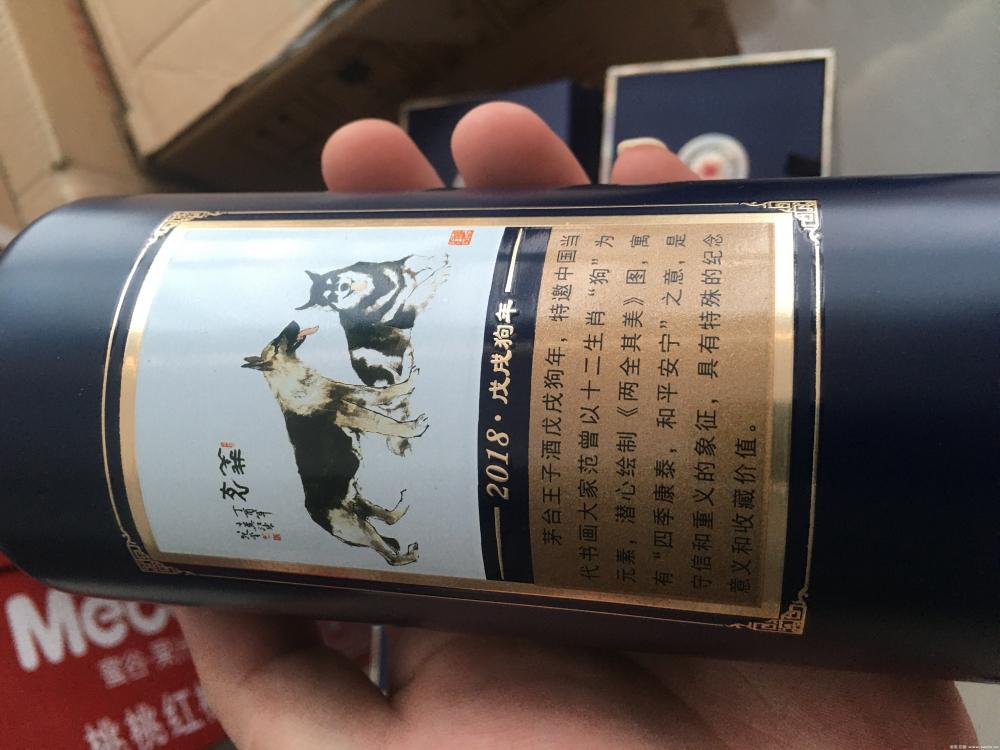 2018·戊戌狗年
茅台王子酒戊戌狗年，特邀中国当
代书画大家范曾以十二生肖“狗”为
元素，潜心绘制《两全其美》图，寓
有“四季康泰，和平安宁”之意，是
守信和重义的象征，具有特殊的纪念
意义和收藏价值。
桃桃红柚